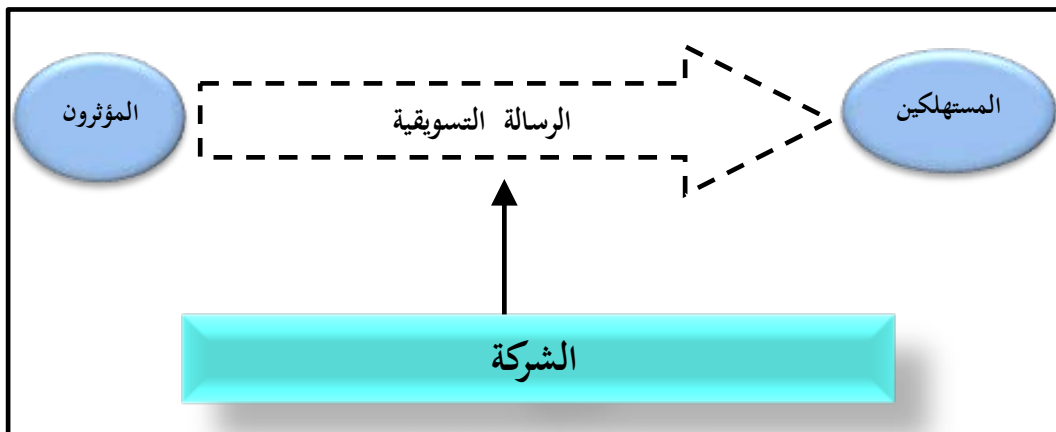 المستهلكين
المؤثرون
الرسالة التسويقية
الشركة